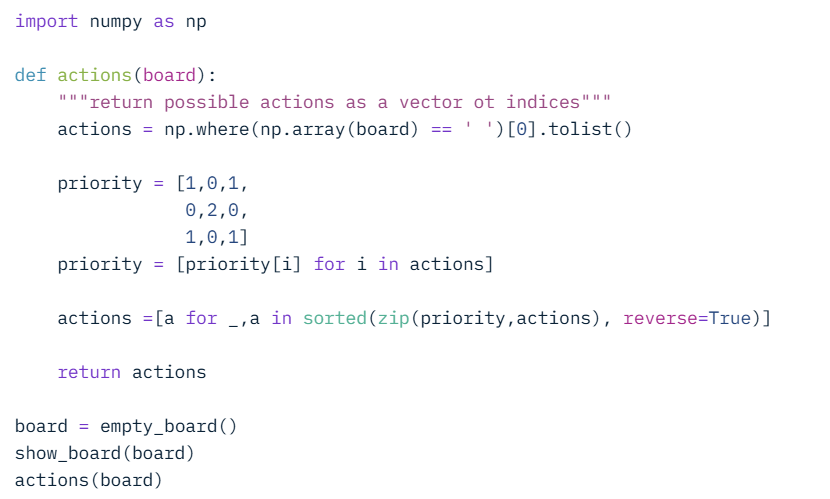 import numpy as np
def actions(board):
"""return possible actions as a vector ot indices"""
actions = np.where(np.array(board) == ' ')[0].tolist()
priority = [1,0,1,
0,2,0,
1,0,1]
priority = [priority[i] for i in actions]
actions =[a for _,a in sorted(zip(priority,actions), reverse=True)]
return actions
board = empty_board()
show_board(board)
actions(board)